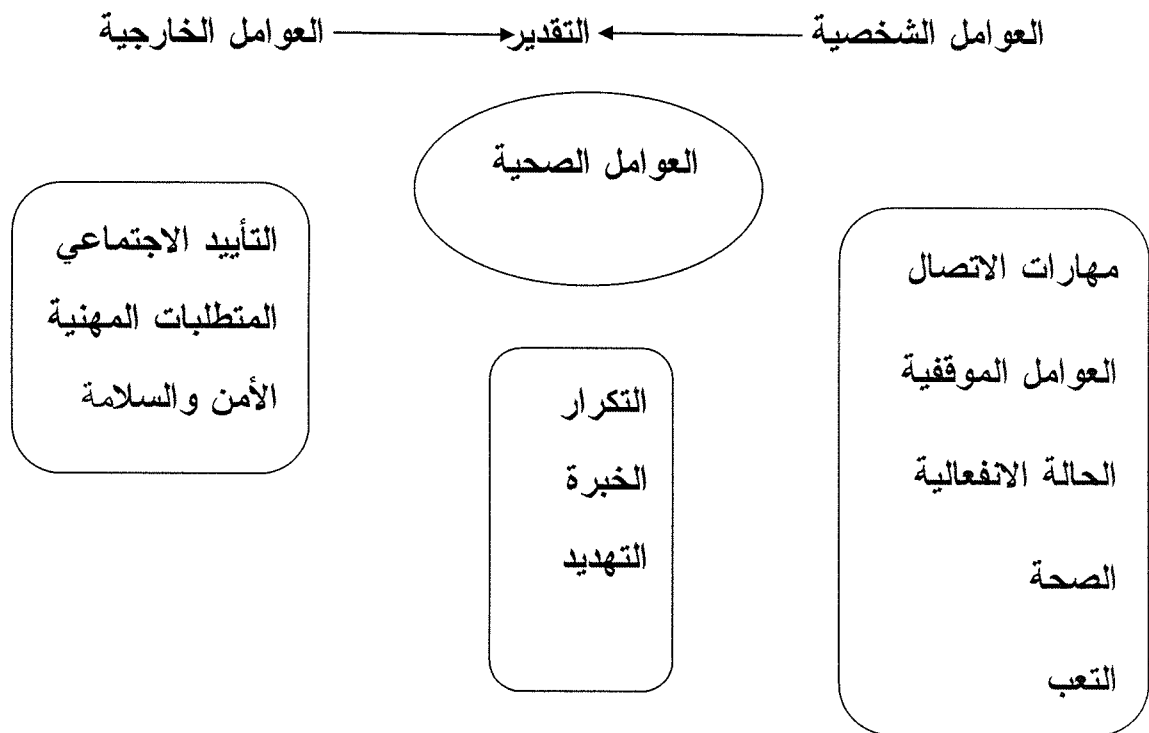 العوامل الشخصية التقدير العوامل الخارجية
العوامل الصحية
مهارات الاتصال
العوامل الموقفية
الحالة الانفعالية
الصحة
التعب
التكرار
الخبرة
التهديد
التأييد الاجتماعي
المتطلبات المهنية
الأمن والسلامة